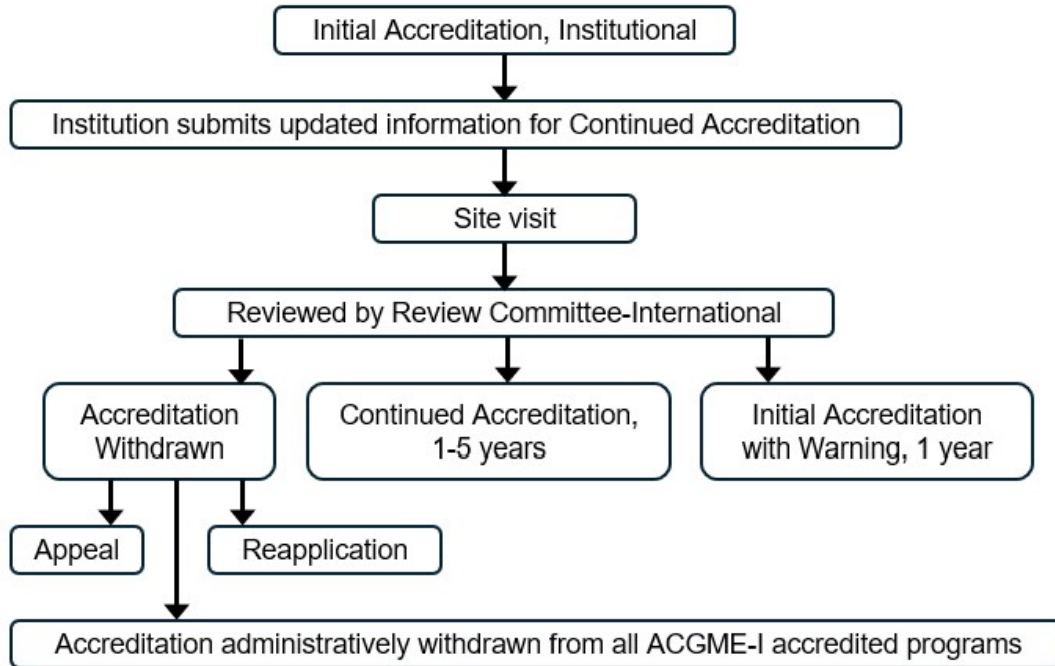 Initial Accreditation, Institutional
Institution submits updated information for Continued Accreditation
Site visit
Reviewed by Review Committee-International
Accreditation
Withdrawn
Continued Accreditation,
1-5 years
Initial Accreditation
with Warning, 1 year
Appeal
Reapplication
Accreditation administratively withdrawn from all ACGME-I accredited programs